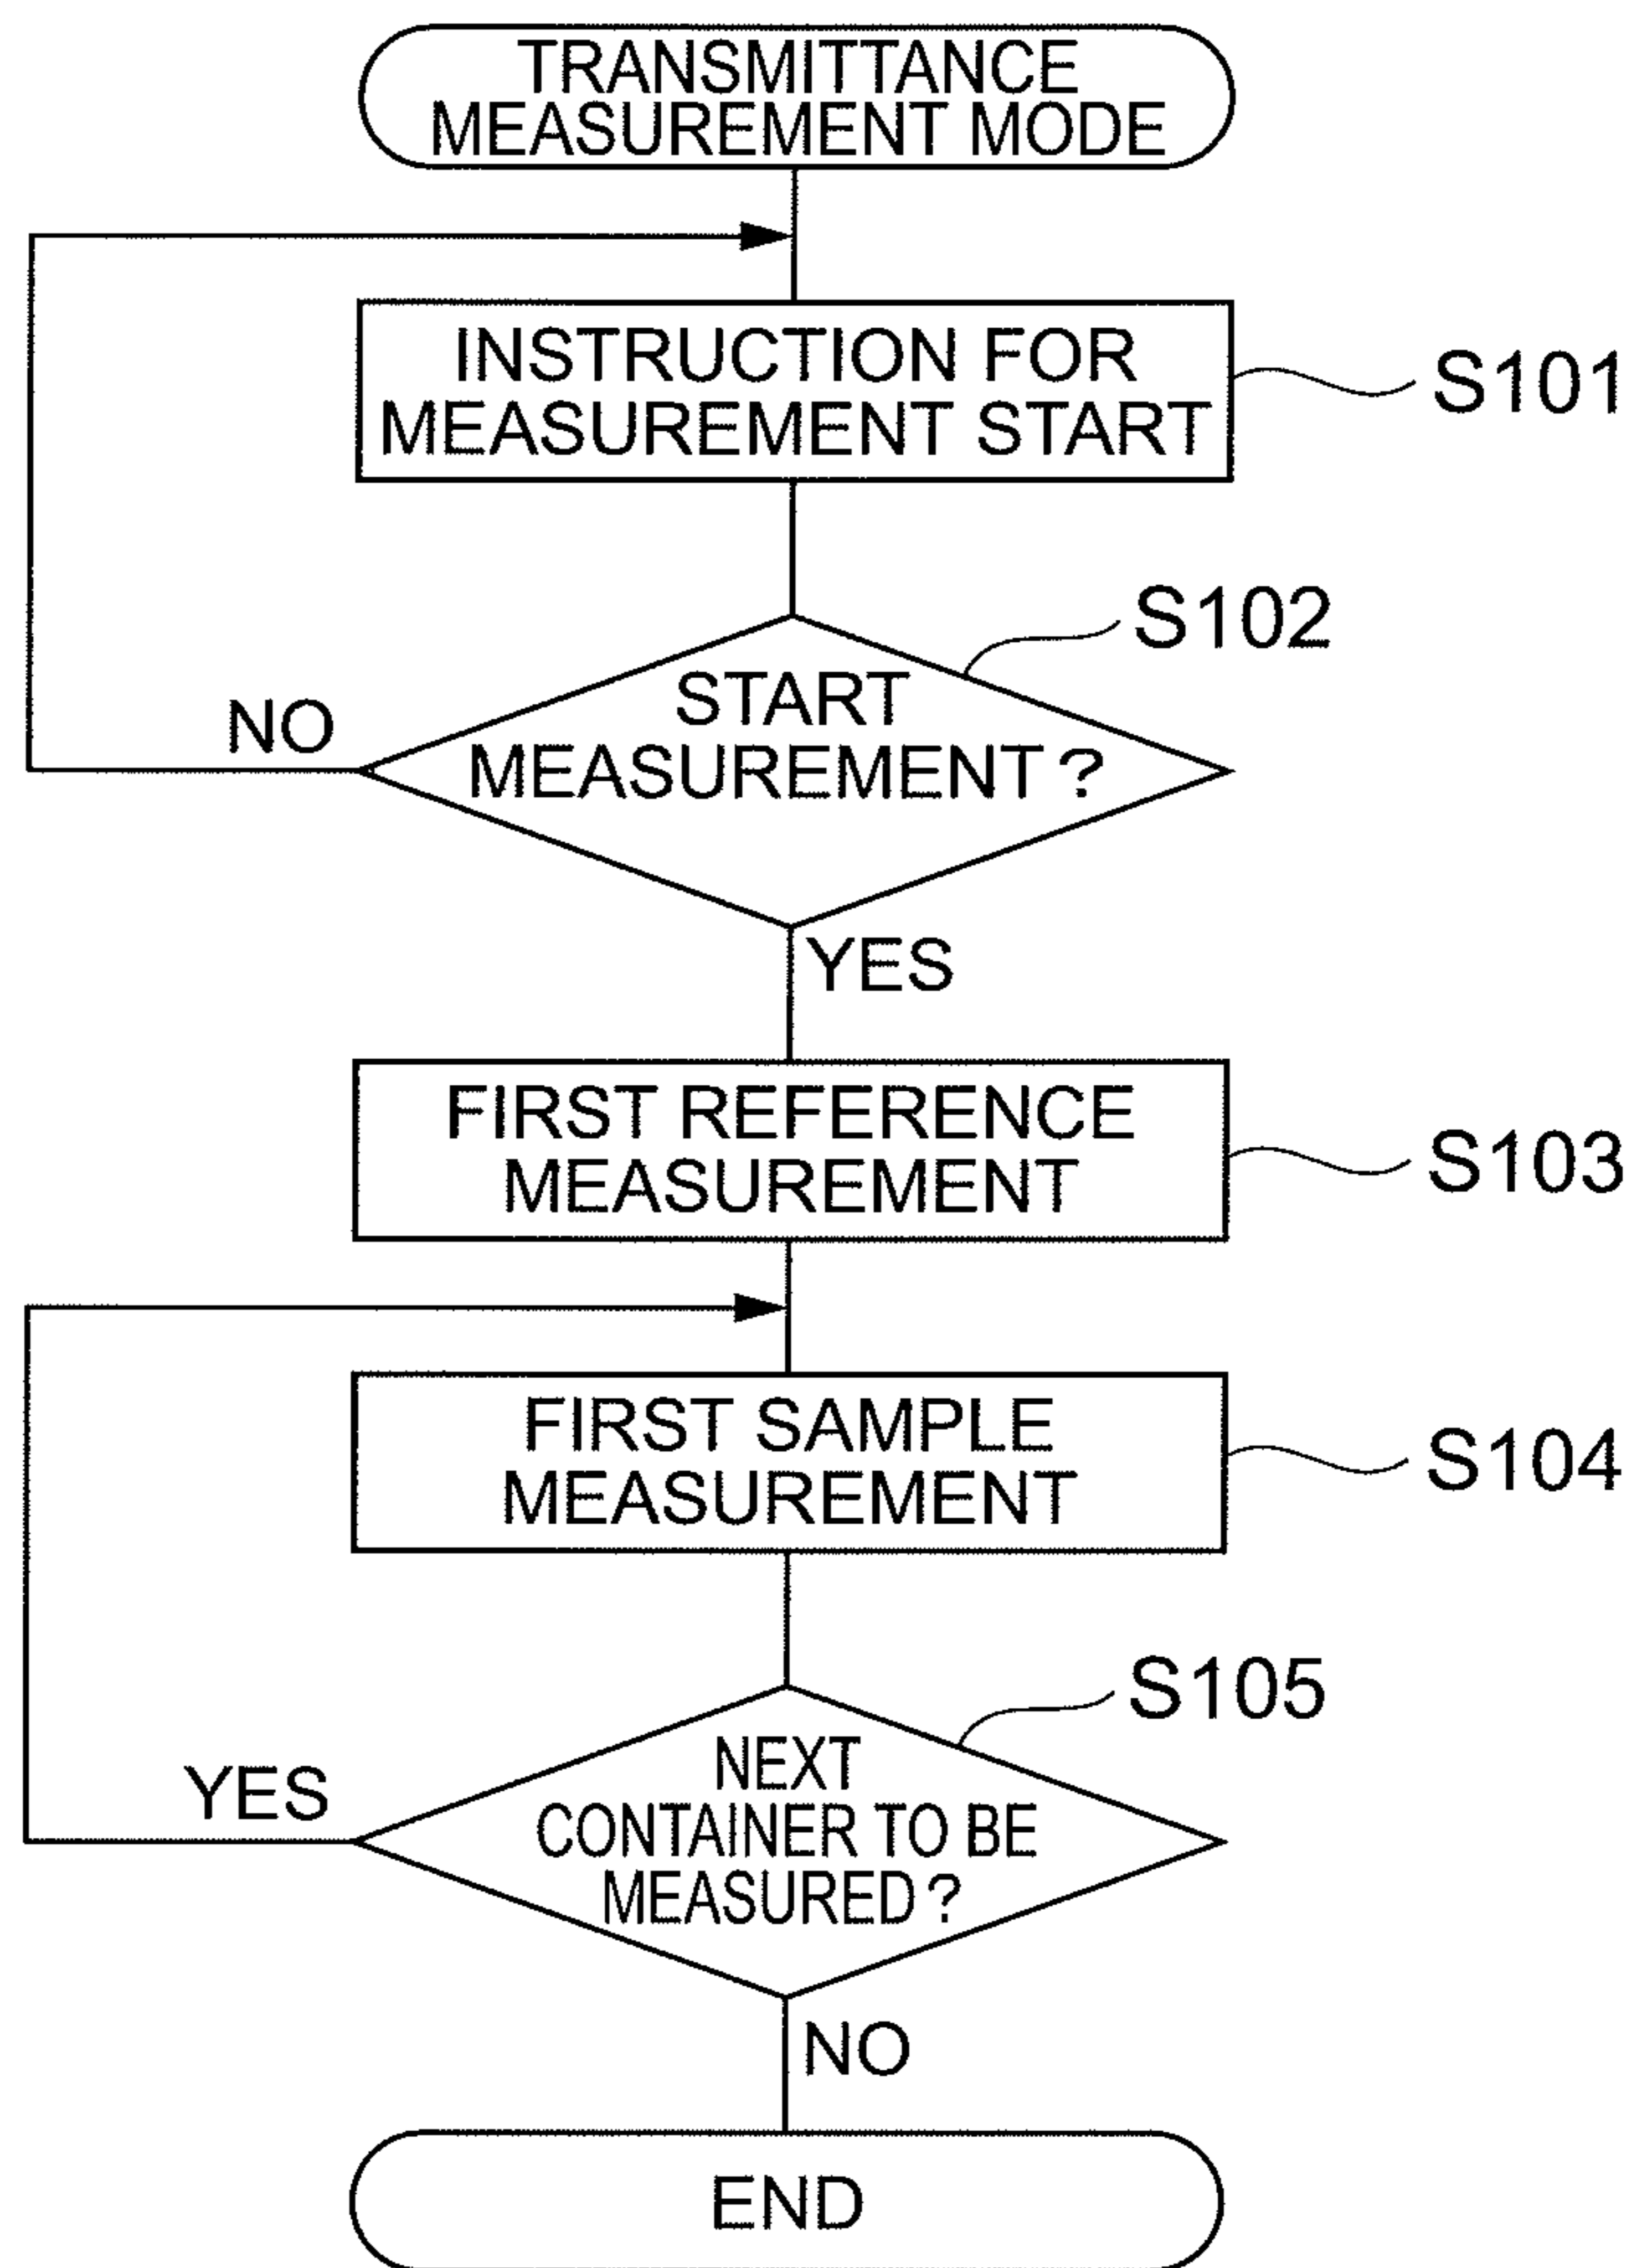 TRANSMITTANCE
MEASUREMENT MODE
INSTRUCTION FOR
MEASUREMENT START
S101
S102
START
MEASUREMENT ?
NO
YES
FIRST REFERENCE
MEASUREMENT
S103
FIRST SAMPLE
MEASUREMENT
S104
S105
NEXT
CONTAINER TO BE
MEASURED ?
YES
NO
END